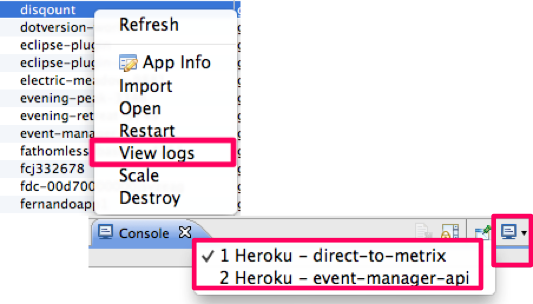 disqount
dotversion-
eclipse-plug
eclipse-plug
electric-mea
evening-pea
evening-ret
event-mana
fathomless
fcj332678
fdc-00d700
fernandoapp
Refresh
App Info
Import
Open
Restart
View logs
Scale
Destroy
Console
✓ 1 Heroku - direct-to-metrix
2 Heroku - event-manager-api